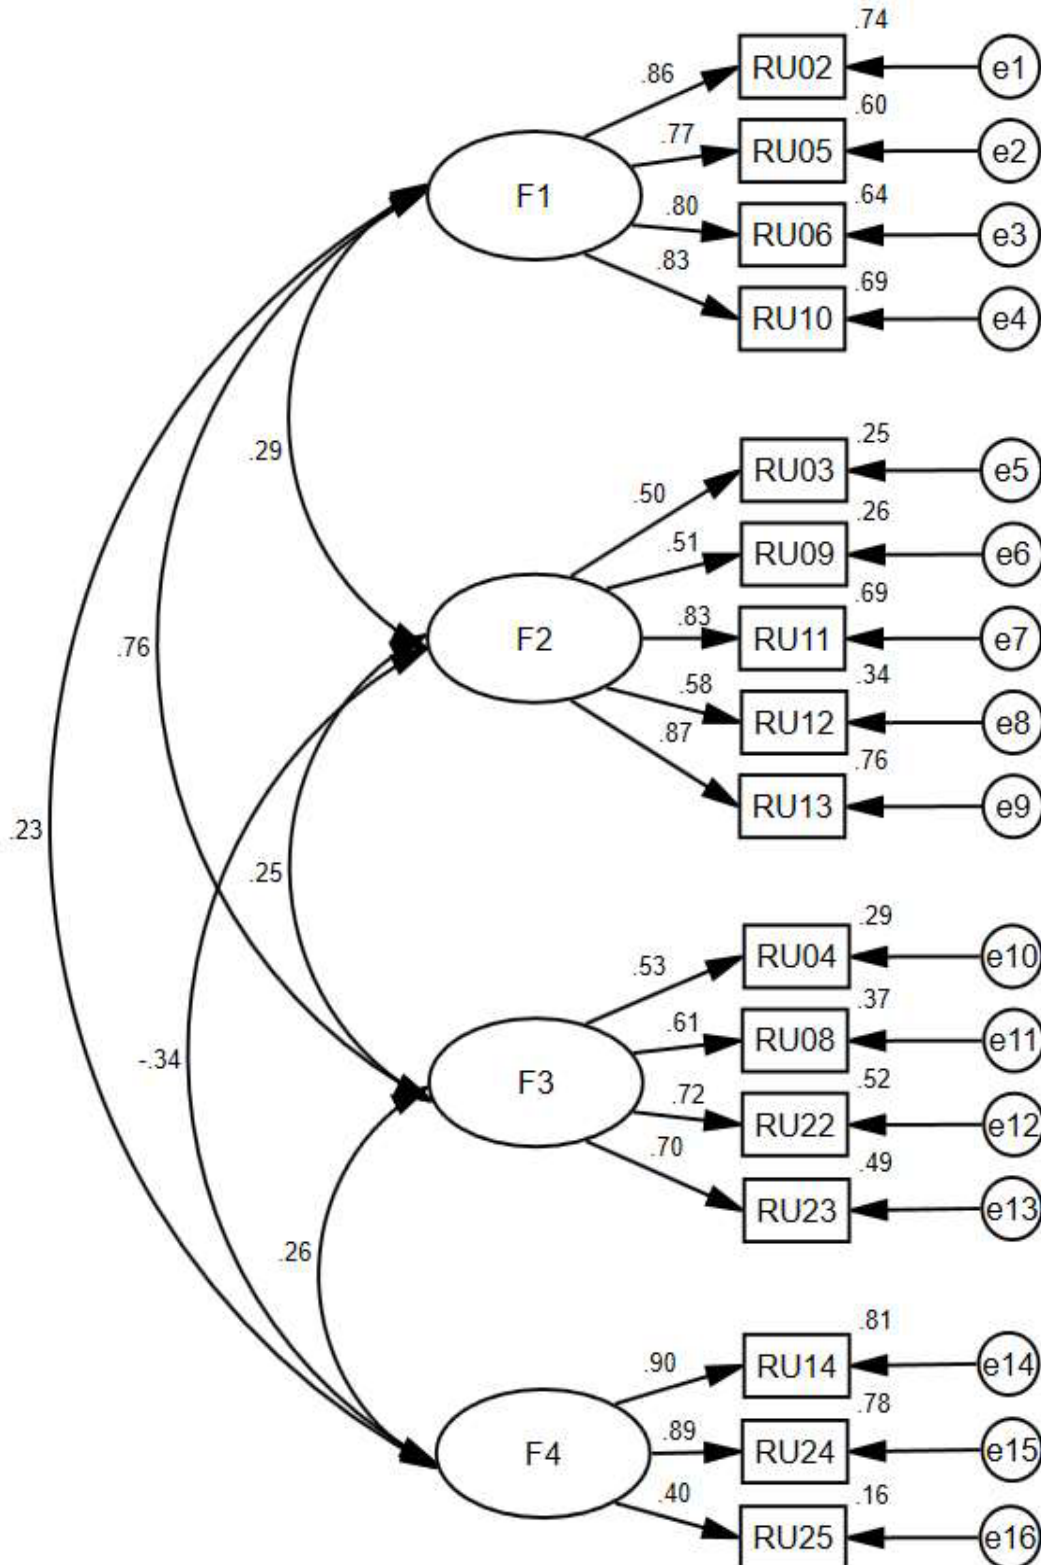 .74
.86 RU02 e1
.60
.77 RU05 e2
F1
.64
.80 RU06 e3
.83
.69
RU10 e4
.29
.25
RU03 e5
.50
.26
.51 RU09 e6
.69
F2 .83 RU11 e7
.76
.34
.58 RU12 e8
.87
.76
RU13 e9
.23
.25
.29
RU04 e10
.53
.37
.61 RU08 e11
-.34
.52
F3
.72 RU22 e12
.70
.49
RU23 e13
.26
.81
.90 RU14 e14
.78
.89 RU24 e15
F4
.40
.16
RU25 e16